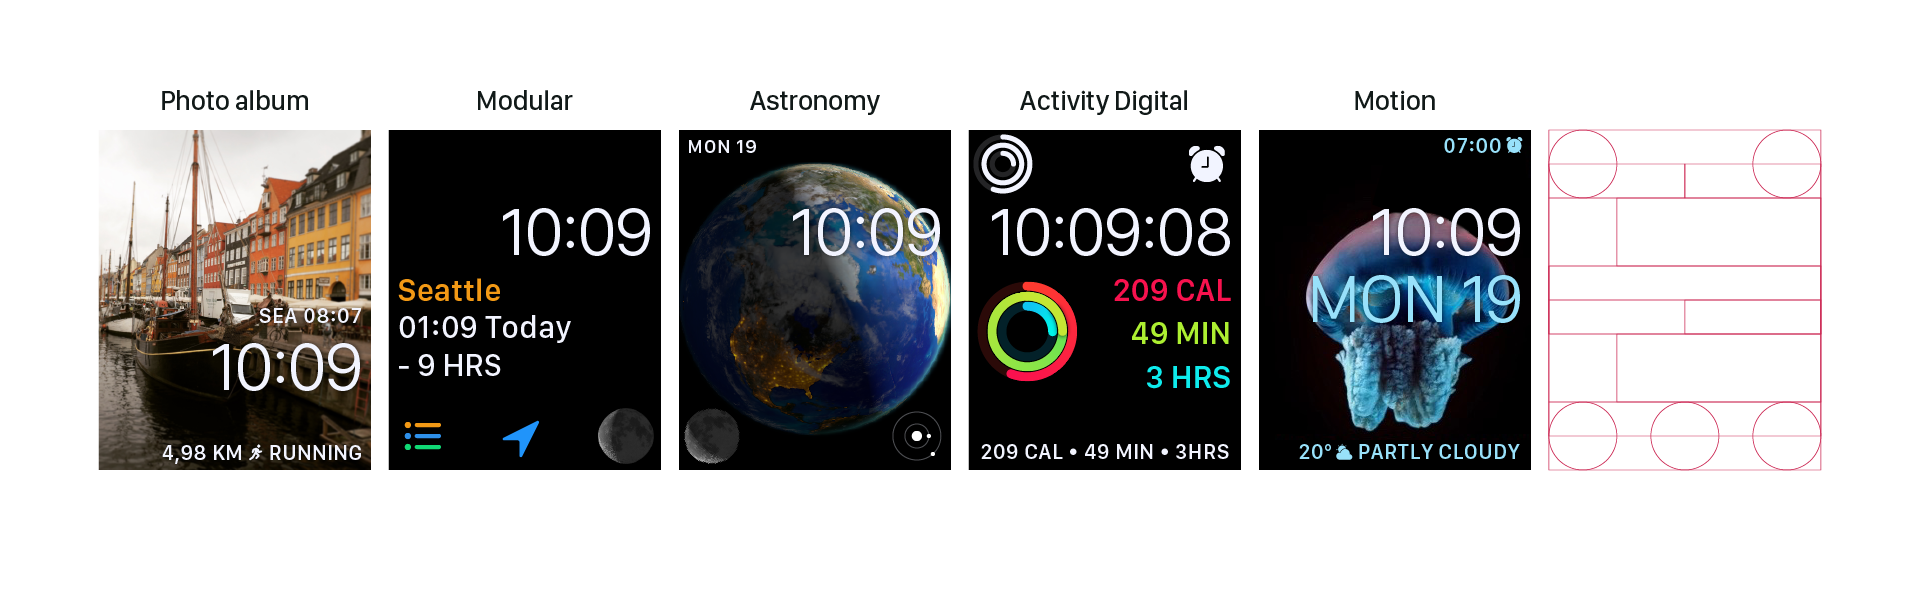 Photo album
SEA 08:07
10:09
4,98 KM RUNNING
Modular
10:09
Seattle
01:09 Today
- 9 HRS
Astronomy
MON 19
10:09
Activity Digital
10:09:08
209 CAL
49 MIN
3 HRS
209 CAL • 49 MIN • 3HRS
Motion
07:00
10:09
MON 19
20° PARTLY CLOUDY